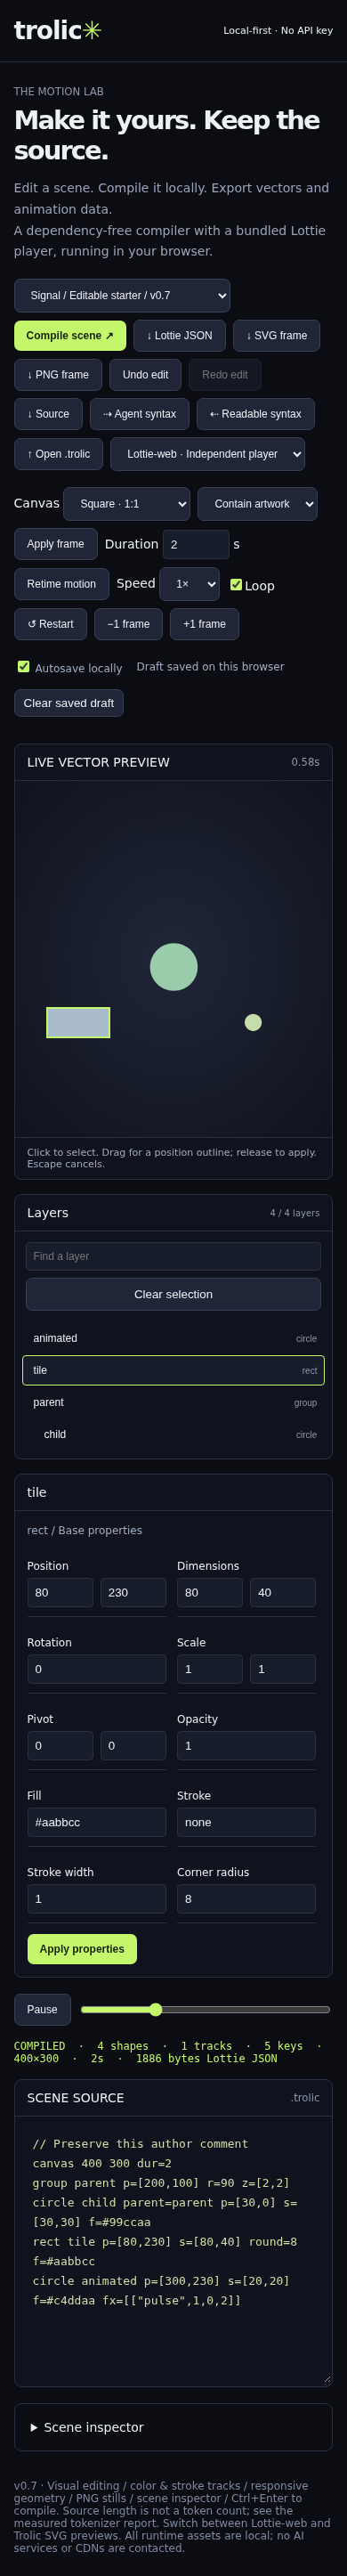 trolic✳
Local-first · No API key
THE MOTION LAB
Make it yours. Keep the
source.
Edit a scene. Compile it locally. Export vectors and
animation data.
A dependency-free compiler with a bundled Lottie
player, running in your browser.
Signal / Editable starter / v0.7
Compile scene ↗ ↓ Lottie JSON ↓ SVG frame
↓ PNG frame Undo edit Redo edit
↓ Source ⇢ Agent syntax ⇠ Readable syntax
↑ Open .trolic Lottie-web · Independent player
Canvas Square · 1:1 Contain artwork
Apply frame Duration 2 s
Retime motion Speed 1× Loop
↺ Restart −1 frame +1 frame
Autosave locally Draft saved on this browser
Clear saved draft
LIVE VECTOR PREVIEW 0.58s
Click to select. Drag for a position outline; release to apply.
Escape cancels.
Layers 4 / 4 layers
Find a layer
Clear selection
animated circle
tile rect
parent group
child circle
tile
rect / Base properties
Position Dimensions
80 230 80 40
Rotation Scale
0 1 1
Pivot Opacity
0 0 1
Fill Stroke
#aabbcc none
Stroke width Corner radius
1 8
Apply properties
Pause
COMPILED · 4 shapes · 1 tracks · 5 keys ·
400×300 · 2s · 1886 bytes Lottie JSON
SCENE SOURCE .trolic
// Preserve this author comment
canvas 400 300 dur=2
group parent p=[200,100] r=90 z=[2,2]
circle child parent=parent p=[30,0] s=
[30,30] f=#99ccaa
rect tile p=[80,230] s=[80,40] round=8
f=#aabbcc
circle animated p=[300,230] s=[20,20]
f=#c4ddaa fx=[["pulse",1,0,2]]
▶ Scene inspector
v0.7 · Visual editing / color & stroke tracks / responsive
geometry / PNG stills / scene inspector / Ctrl+Enter to
compile. Source length is not a token count; see the
measured tokenizer report. Switch between Lottie-web and
Trolic SVG previews. All runtime assets are local; no AI
services or CDNs are contacted.